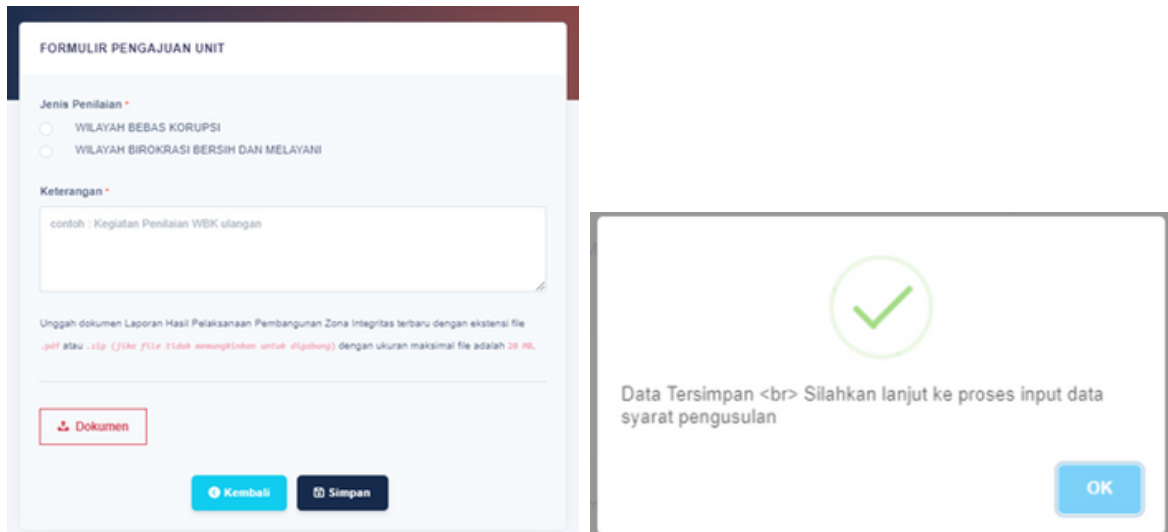 FORMULIR PENGAJUAN UNIT
Jenis Penilaian *
WILAYAH BEBAS KORUPSI
WILAYAH BIROKRASI BERSIH DAN MELAYANI
Keterangan *
contoh : Kegiatan Penilaian WBK ulangan
Unggah dokumen Laporan Hasil Pelaksanaan Pembangunan Zona Integritas terbaru dengan ekstensi file
.pdf atau .zip (jika file tidak memungkinkan untuk digabung) dengan ukuran maksimal file adalah 20 MB.
Dokumen
Kembali Simpan
Data Tersimpan <br> Silahkan lanjut ke proses input data
syarat pengusulan
OK